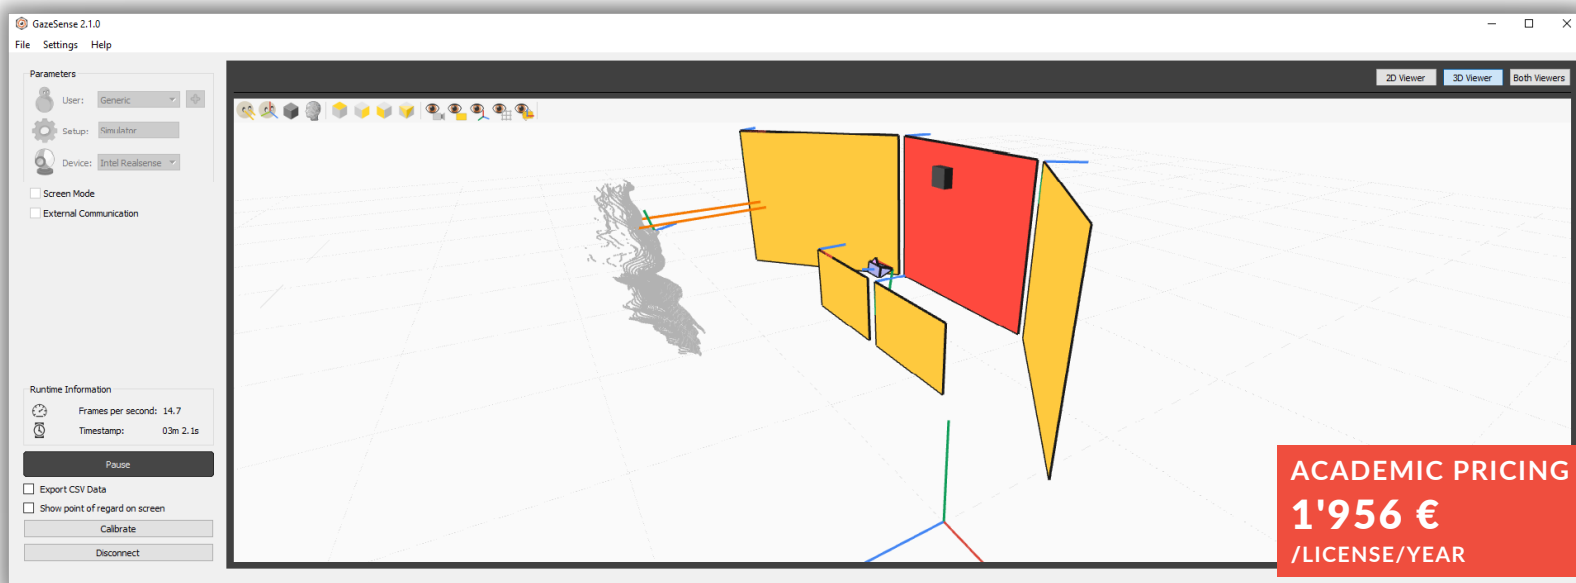 GazeSense 2.1.0
File Settings Help
Parameters
User: Generic
Setup: Simulator
Device: Intel Realsense
Screen Mode
External Communication
2D Viewer 3D Viewer Both Viewers
Runtime Information
Frames per second: 14.7
Timestamp: 03m 2.1s
Pause
Export CSV Data
Show point of regard on screen
Calibrate
Disconnect
ACADEMIC PRICING
1'956 €
/LICENSE/YEAR